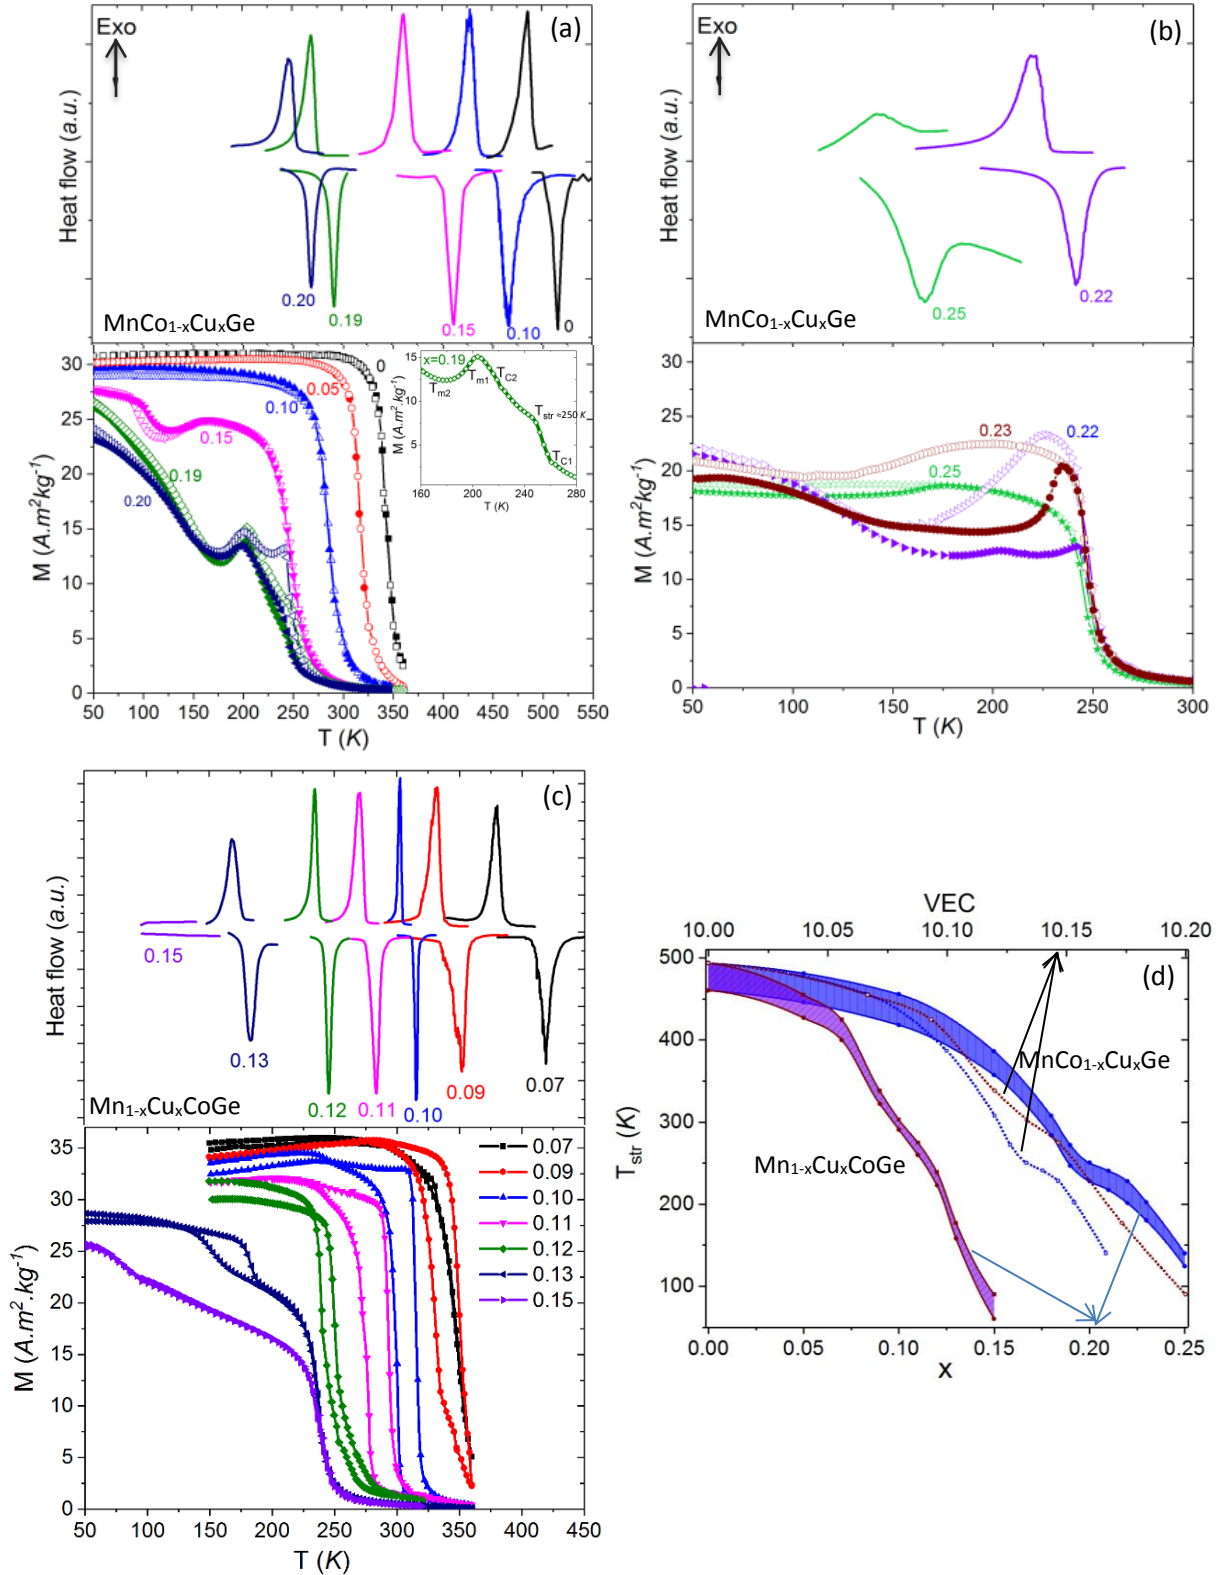 Exo
(a)
Heat flow (a.u.)
0.20
0.19
0.15
0.10
0
MnCo1-xCuxGe
30
25
20
15
10
5
0
M (A.m2kg-1)
0
0.05
0.10
0.15
0.19
0.20
x=0.19
Tm2
Tm1
TC2
Tstr ≈250 K
TC1
15
10
5
M (A.m2.kg-1)
160 200 240 280
T (K)
50 100 150 200 250 300 350 400 450 500 550
T (K)
Exo
(b)
Heat flow (a.u.)
0.25
0.22
MnCo1-xCuxGe
30
25
20
15
10
5
0
M (A.m2kg-1)
0.23
0.22
0.25
50 100 150 200 250 300
T (K)
(c)
Heat flow (a.u.)
0.15
0.13
0.12
0.11
0.10
0.09
0.07
Mn1-xCuxCoGe
35
30
25
20
15
10
5
0
M (A.m2.kg-1)
0.07
0.09
0.10
0.11
0.12
0.13
0.15
50 100 150 200 250 300 350 400 450
T (K)
VEC
10.00 10.05 10.10 10.15 10.20
(d)
500
400
300
200
100
Tstr (K)
MnCo1-xCuxGe
Mn1-xCuxCoGe
0.00 0.05 0.10 0.15 0.20 0.25
x